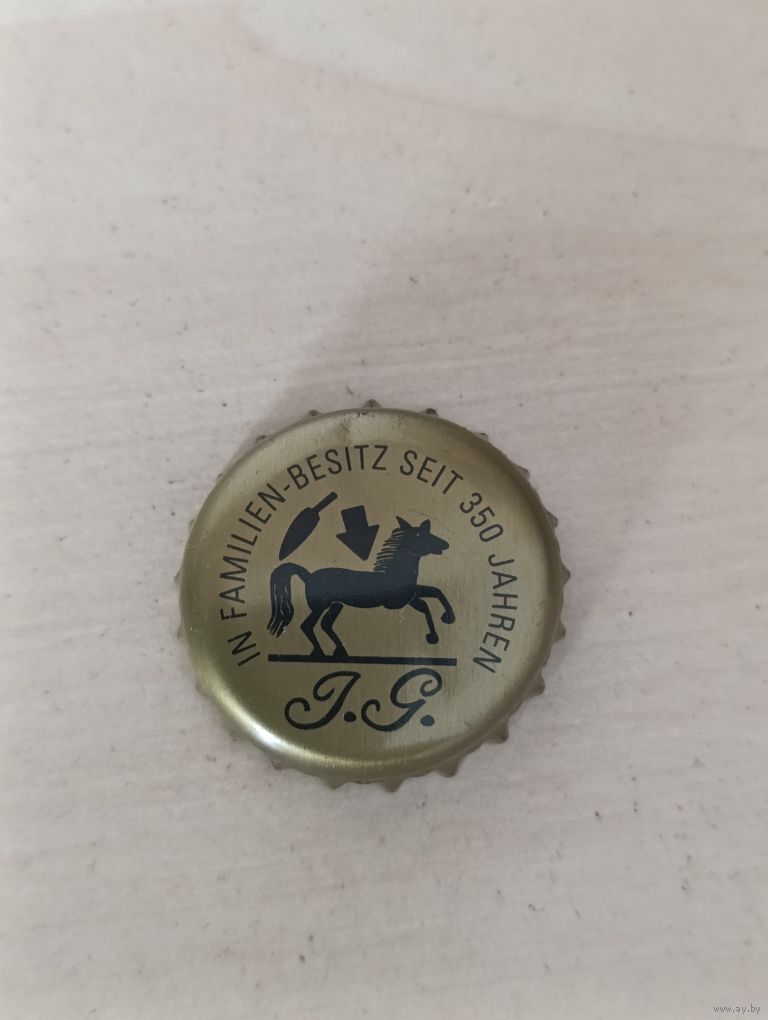 IN FAMILIEN-BESITZ SEIT 350 JAHREN
J.G.
www.ay.by